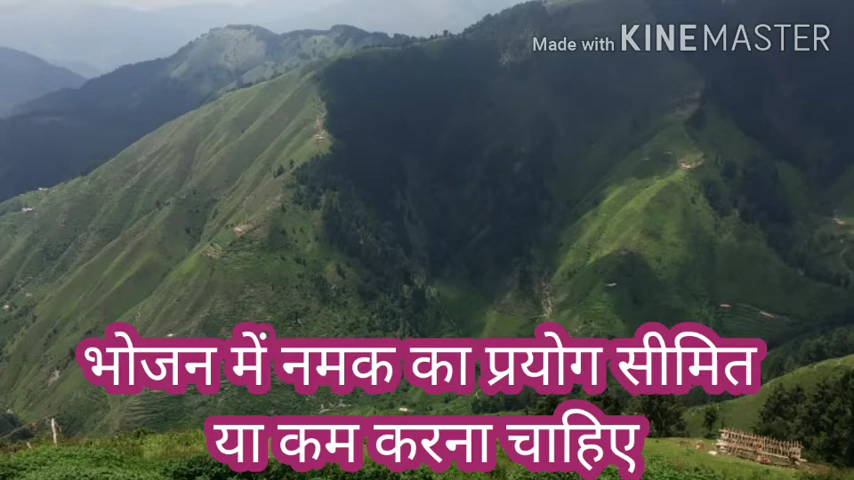 Made with KINEMASTER
भोजन में नमक का प्रयोग सीमित
या कम करना चाहिए